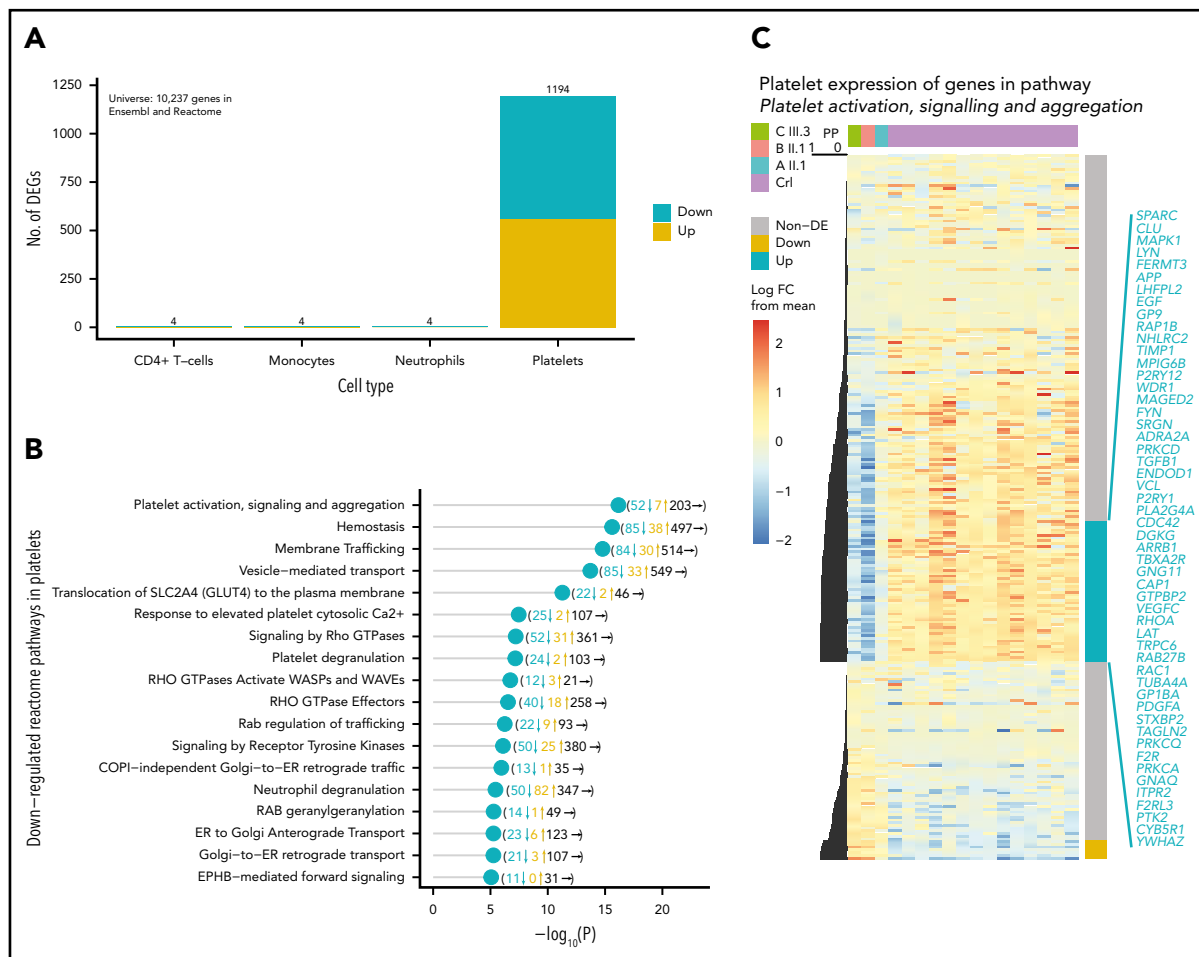 A
1250
1000
750
500
250
0
No. of DEGs
Universe: 10,237 genes in
Ensembl and Reactome
4
4
4
1194
CD4+ T–cells
Monocytes
Neutrophils
Platelets
Cell type
Down
Up
B
Down–regulated reactome pathways in platelets
Platelet activation, signaling and aggregation (52↓ 7↑ 203→)
Hemostasis (85↓ 38↑ 497→)
Membrane Trafficking (84↓ 30↑ 514→)
Vesicle–mediated transport (85↓ 33↑ 549→)
Translocation of SLC2A4 (GLUT4) to the plasma membrane (22↓ 2↑ 46→)
Response to elevated platelet cytosolic Ca2+ (25↓ 2↑ 107→)
Signaling by Rho GTPases (52↓ 31↑ 361→)
Platelet degranulation (24↓ 2↑ 103→)
RHO GTPases Activate WASPs and WAVEs (12↓ 3↑ 21→)
RHO GTPase Effectors (40↓ 18↑ 258→)
Rab regulation of trafficking (22↓ 9↑ 93→)
Signaling by Receptor Tyrosine Kinases (50↓ 25↑ 380→)
COPI–independent Golgi–to–ER retrograde traffic (13↓ 1↑ 35→)
Neutrophil degranulation (50↓ 82↑ 347→)
RAB geranylgeranylation (14↓ 1↑ 49→)
ER to Golgi Anterograde Transport (23↓ 6↑ 123→)
Golgi–to–ER retrograde transport (21↓ 3↑ 107→)
EPHB–mediated forward signaling (11↓ 0↑ 31→)
0 5 10 15 20
–log10(P)
C
Platelet expression of genes in pathway
Platelet activation, signalling and aggregation
C III.3
B II.1
A II.1
Crl
PP
1 0
Non–DE
Down
Up
Log FC
from mean
2
1
0
–1
–2
SPARC
CLU
MAPK1
LYN
FERMT3
APP
LHFPL2
EGF
GP9
RAP1B
NHLRC2
TIMP1
MPIG6B
P2RY12
WDR1
MAGED2
FYN
SRGN
ADRA2A
PRKCD
TGFB1
ENDOD1
VCL
P2RY1
PLA2G4A
CDC42
DGKG
ARRB1
TBXA2R
GNG11
CAP1
GTPBP2
VEGFC
RHOA
LAT
TRPC6
RAB27B
RAC1
TUBA4A
GP1BA
PDGFA
STXBP2
TAGLN2
PRKCQ
F2R
PRKCA
GNAQ
ITPR2
F2RL3
PTK2
CYB5R1
YWHAZ